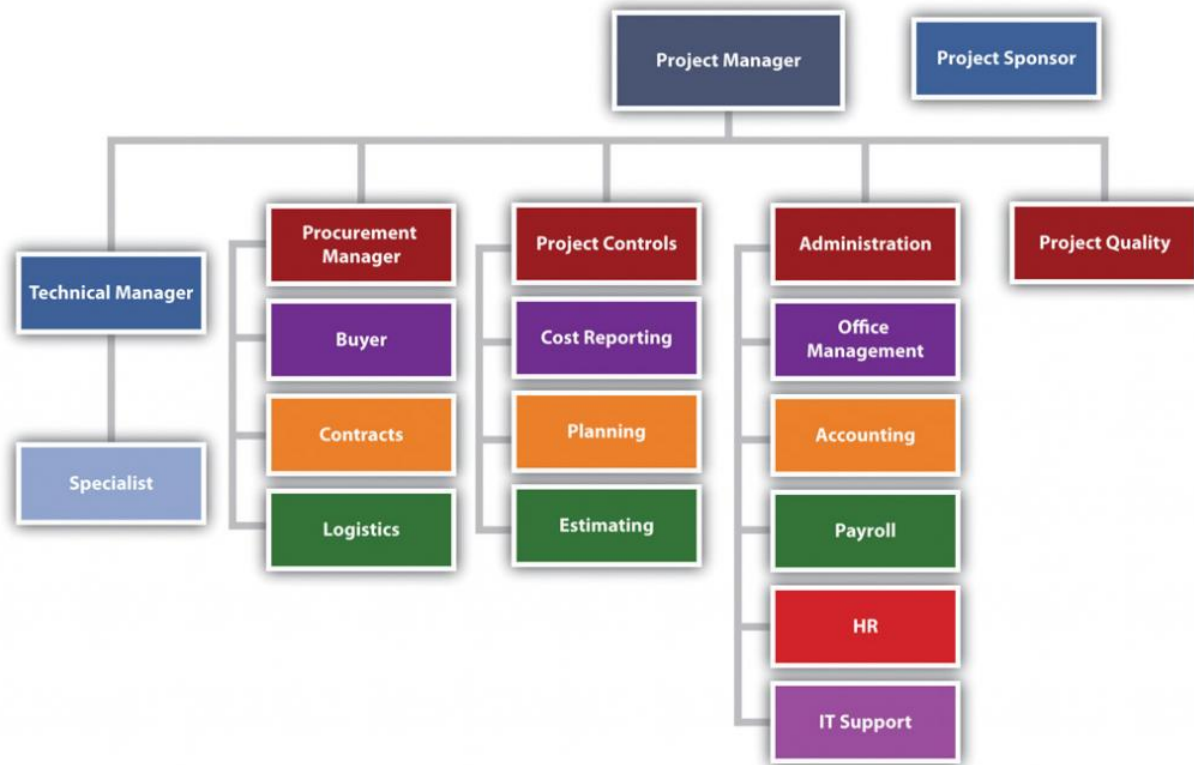 Project Manager
Project Sponsor
Technical Manager
Specialist
Procurement
Manager
Buyer
Contracts
Logistics
Project Controls
Cost Reporting
Planning
Estimating
Administration
Office
Management
Accounting
Payroll
HR
IT Support
Project Quality